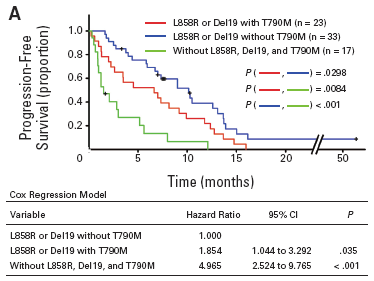 A
L858R or Del19 with T790M (n = 23)
L858R or Del19 without T790M (n = 33)
Without L858R, Del19, and T790M (n = 17)
P ( , ) = .0298
P ( , ) = .0084
P ( , ) < .001
Progression-Free
Survival (proportion)
1.0
0.8
0.6
0.4
0.2
0 5 10 15 20 50
Time (months)
Cox Regression Model
Variable Hazard Ratio 95% CI P
L858R or Del19 without T790M 1.000
L858R or Del19 with T790M 1.854 1.044 to 3.292 .035
Without L858R, Del19, and T790M 4.965 2.524 to 9.765 < .001